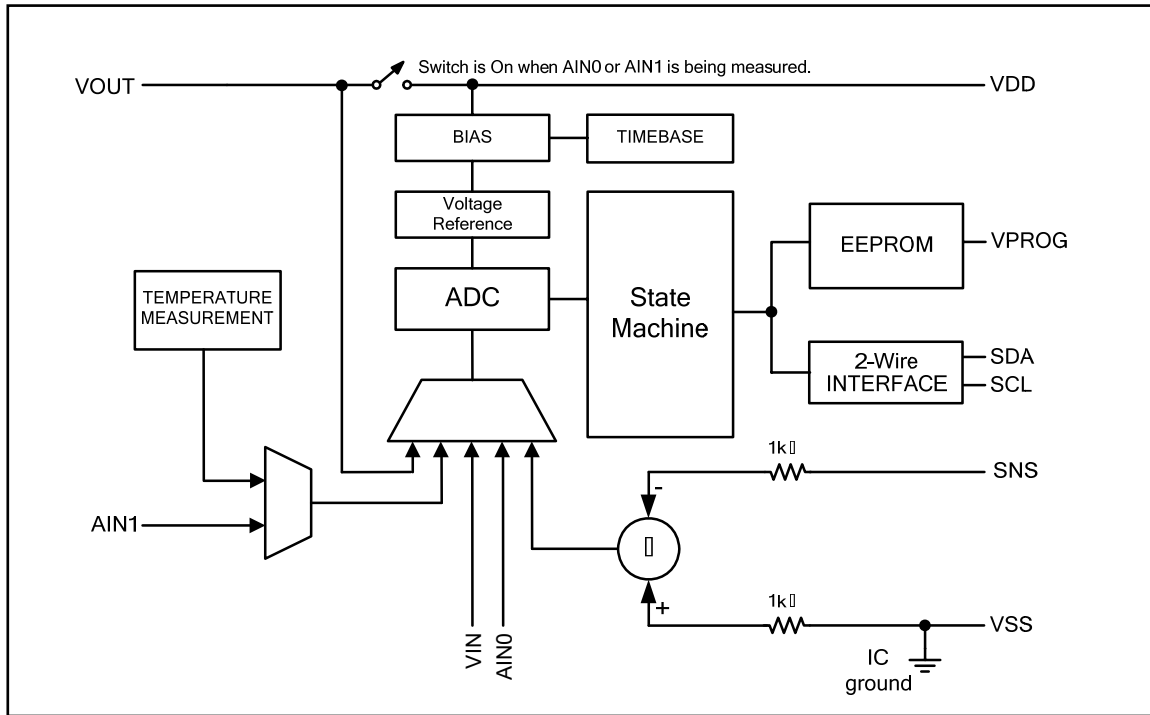 Switch is On when AIN0 or AIN1 is being measured.
VOUT
VDD
BIAS
TIMEBASE
Voltage
Reference
EEPROM
VPROG
TEMPERATURE
MEASUREMENT
ADC
State
Machine
2-Wire
INTERFACE
SDA
SCL
1k▯
SNS
-
AIN1
▯
+
1k▯
VSS
VIN
AIN0
IC
ground